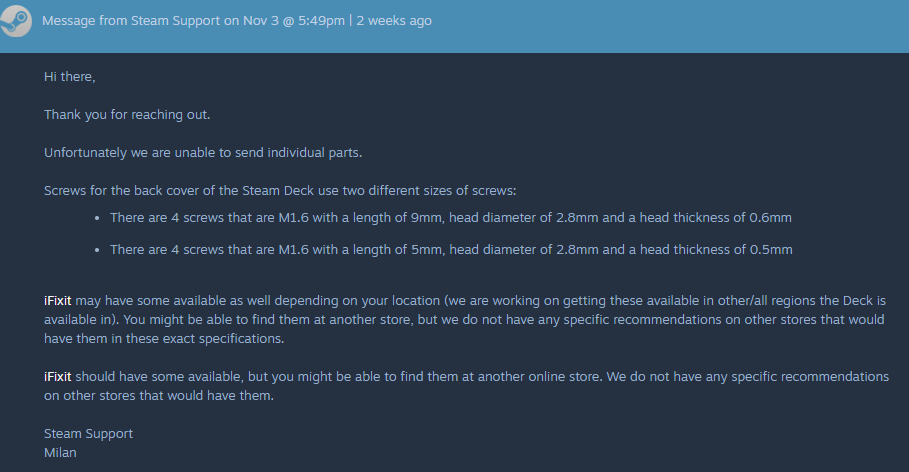 Message from Steam Support on Nov 3 @ 5:49pm | 2 weeks ago
Hi there,
Thank you for reaching out.
Unfortunately we are unable to send individual parts.
Screws for the back cover of the Steam Deck use two different sizes of screws:
• There are 4 screws that are M1.6 with a length of 9mm, head diameter of 2.8mm and a head thickness of 0.6mm
• There are 4 screws that are M1.6 with a length of 5mm, head diameter of 2.8mm and a head thickness of 0.5mm
iFixit may have some available as well depending on your location (we are working on getting these available in other/all regions the Deck is
available in). You might be able to find them at another store, but we do not have any specific recommendations on other stores that would
have them in these exact specifications.
iFixit should have some available, but you might be able to find them at another online store. We do not have any specific recommendations
on other stores that would have them.
Steam Support
Milan